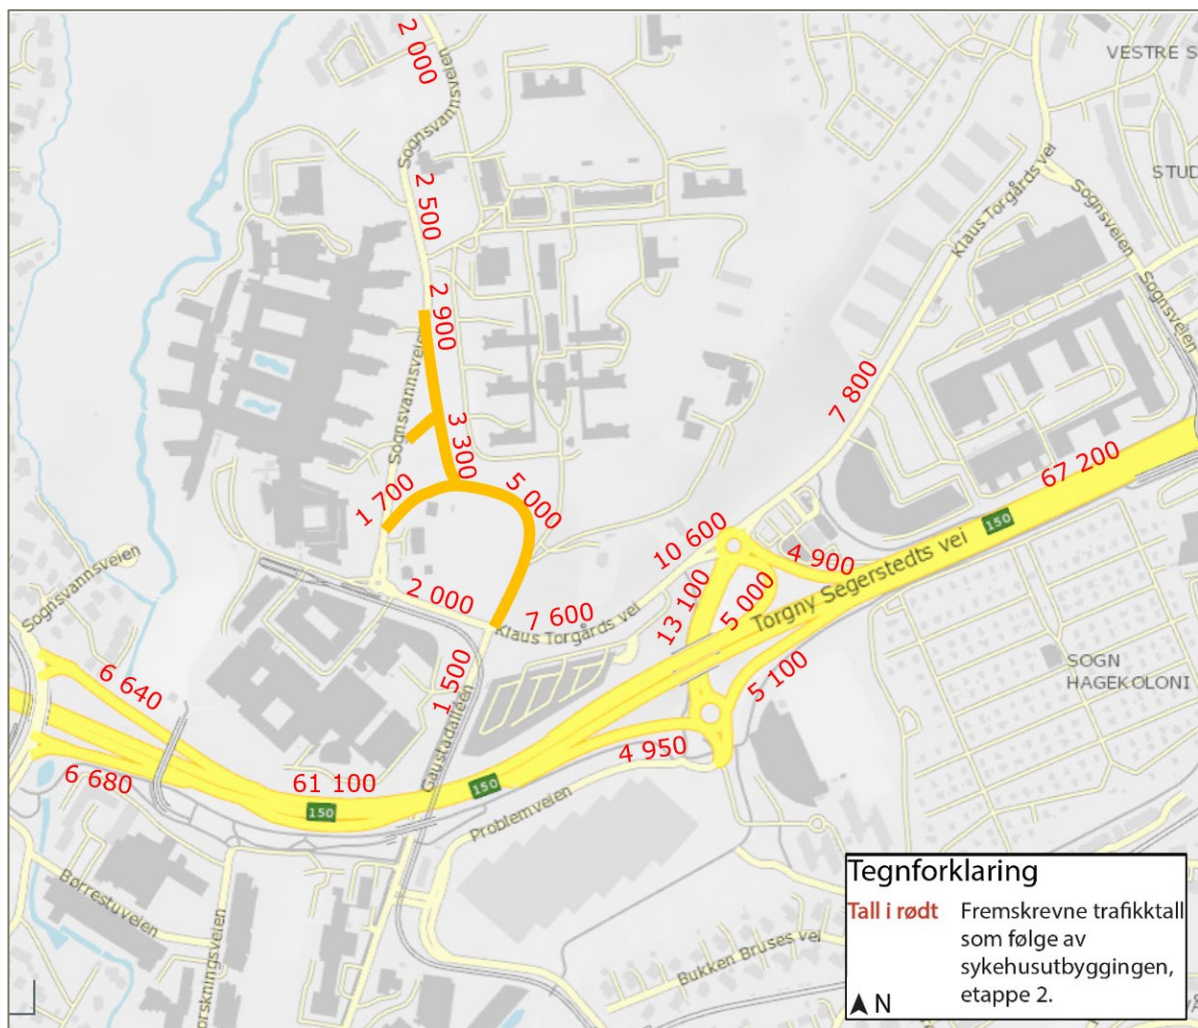 2 000
Sognsvannsveien
VESTRE S
STUD
2 500
Klaus Torgårds vei
Sognsveien
Sognsveien
2 900
Sognsvannsveien
3 300
7 800
1 700
5 000
67 200
150
10 600
4 900
Torgny Segerstedts vei
Sognsvannsveien
2 000
7 600
Klaus Torgårds vei
13 100
5 000
5 100
SOGN
HAGEKOLONI
6 640
1 500
Gaustadalléen
4 950
6 680
61 100
150
150
Problemveien
Børrestuveien
orskningsveien
Bukken Bruses vei
Tegnforklaring
Tall i rødt
Fremskrevne trafikktall
som følge av
sykehusutbyggingen,
etappe 2.
N